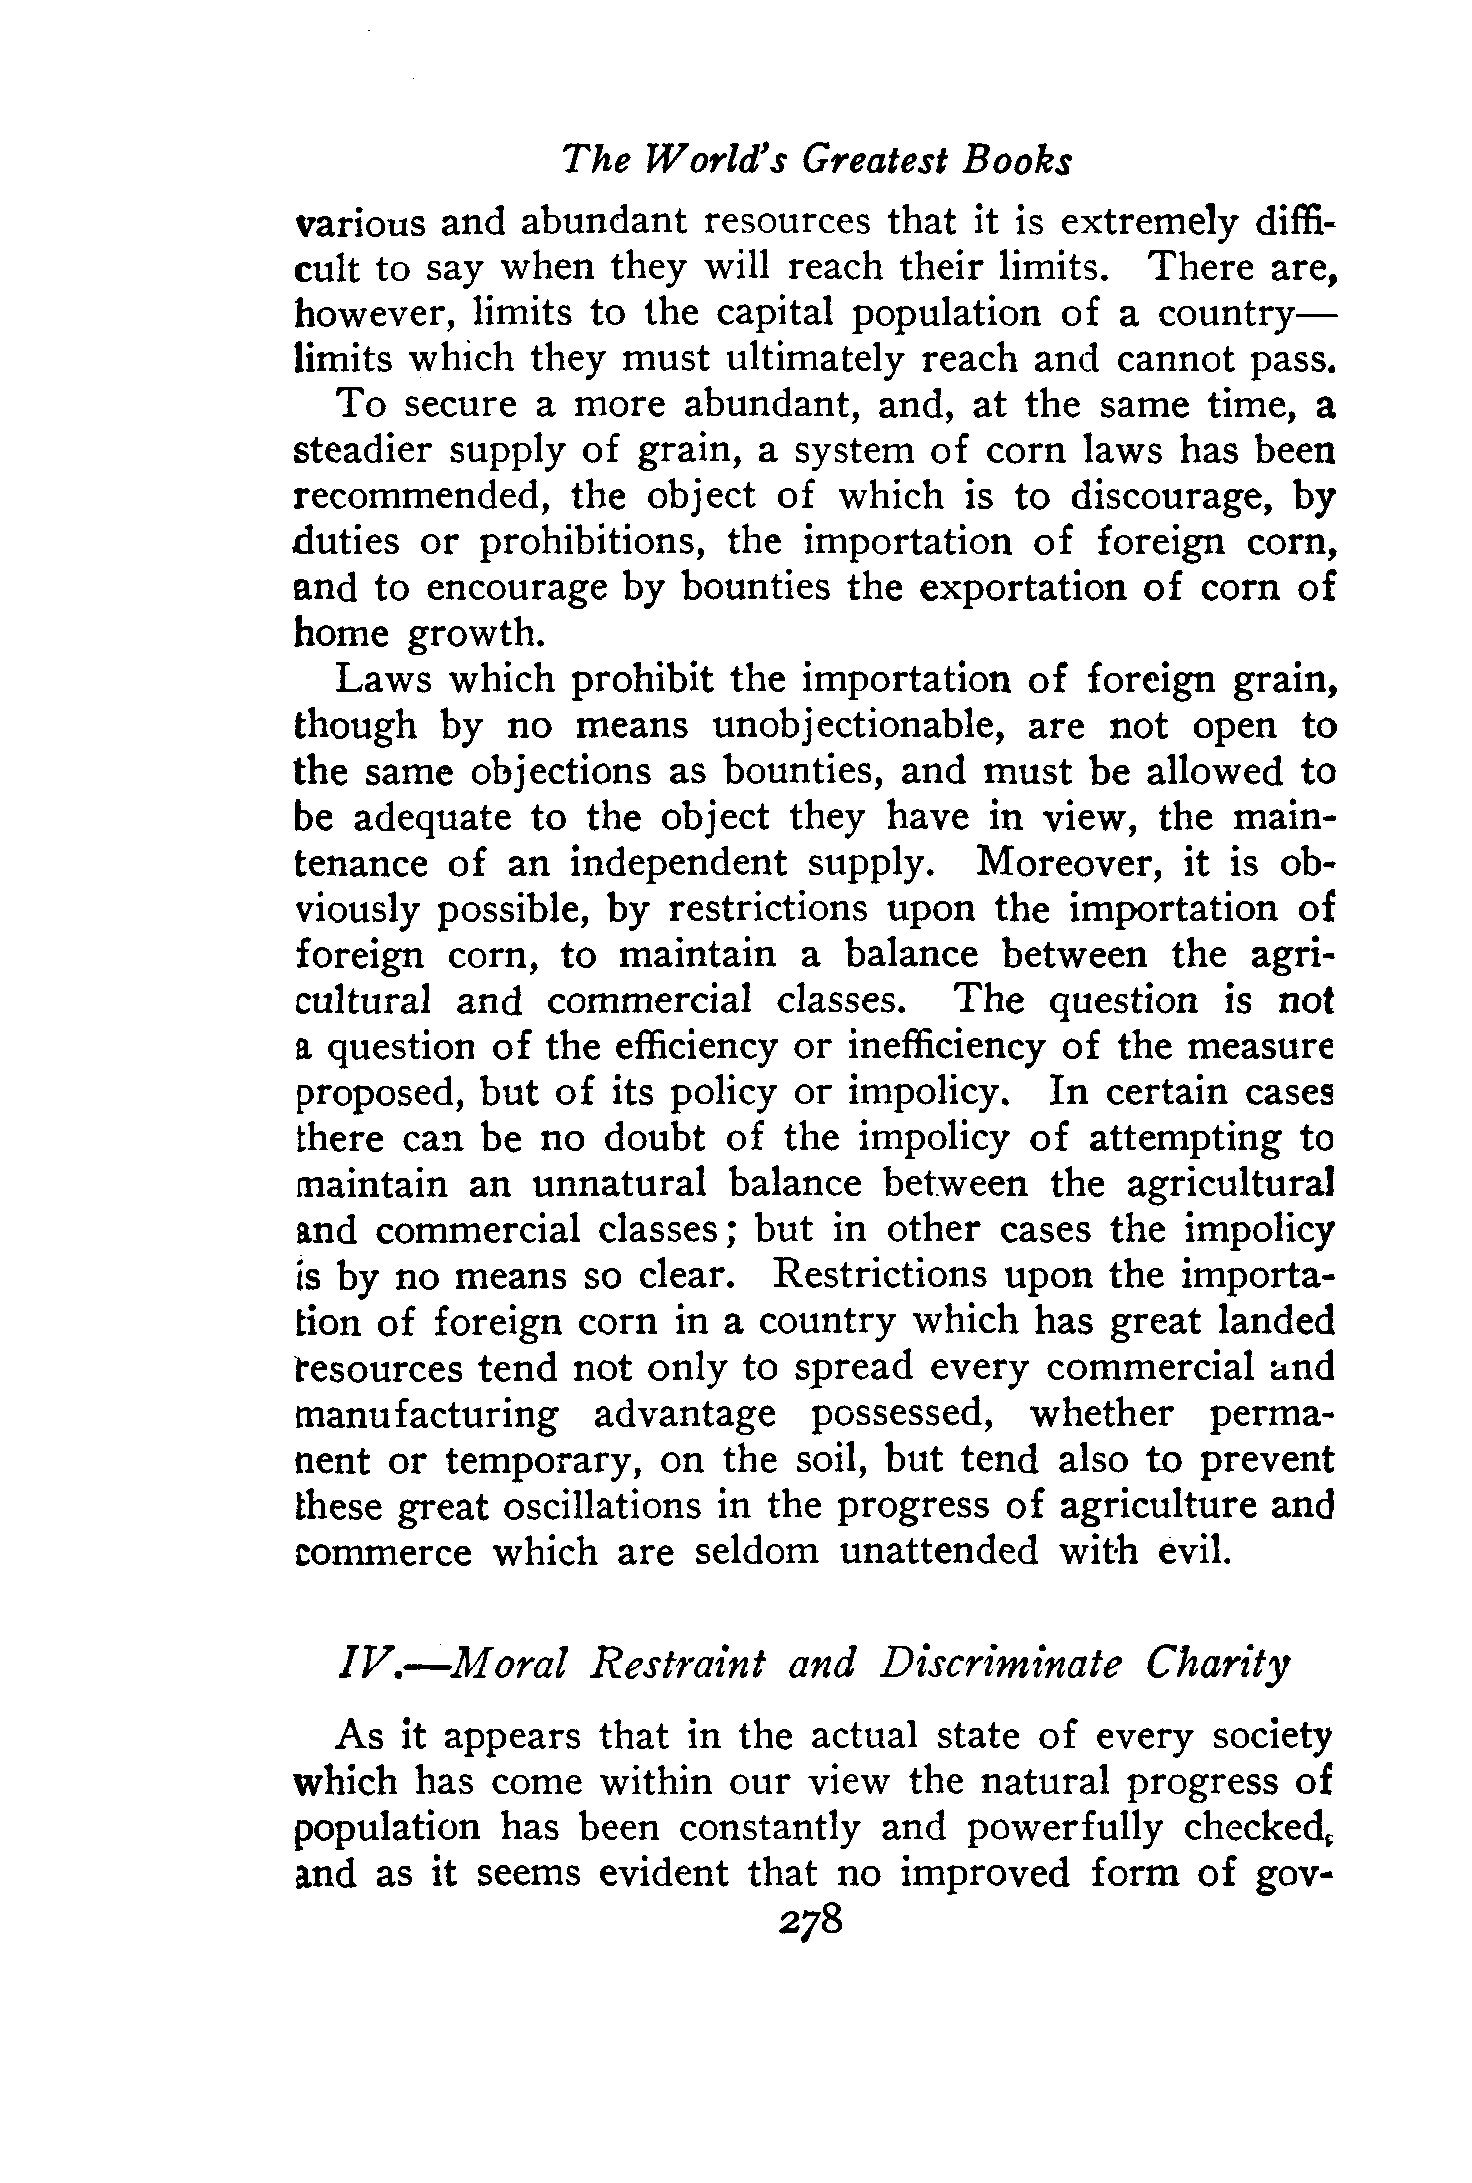 The World's Greatest Books
various and abundant resources that it is extremely diffi-
cult to say when they will reach their limits. There are,
however, limits to the capital population of a country—
limits which they must ultimately reach and cannot pass.
To secure a more abundant, and, at the same time, a
steadier supply of grain, a system of corn laws has been
recommended, the object of which is to discourage, by
duties or prohibitions, the importation of foreign corn,
and to encourage by bounties the exportation of corn of
home growth.
Laws which prohibit the importation of foreign grain,
though by no means unobjectionable, are not open to
the same objections as bounties, and must be allowed to
be adequate to the object they have in view, the main-
tenance of an independent supply. Moreover, it is ob-
viously possible, by restrictions upon the importation of
foreign corn, to maintain a balance between the agri-
cultural and commercial classes. The question is not
a question of the efficiency or inefficiency of the measure
proposed, but of its policy or impolicy. In certain cases
there can be no doubt of the impolicy of attempting to
maintain an unnatural balance between the agricultural
and commercial classes; but in other cases the impolicy
is by no means so clear. Restrictions upon the importa-
tion of foreign corn in a country which has great landed
resources tend not only to spread every commercial and
manufacturing advantage possessed, whether perma-
nent or temporary, on the soil, but tend also to prevent
these great oscillations in the progress of agriculture and
commerce which are seldom unattended with evil.
IV.—Moral Restraint and Discriminate Charity
As it appears that in the actual state of every society
which has come within our view the natural progress of
population has been constantly and powerfully checked,
and as it seems evident that no improved form of gov-
278